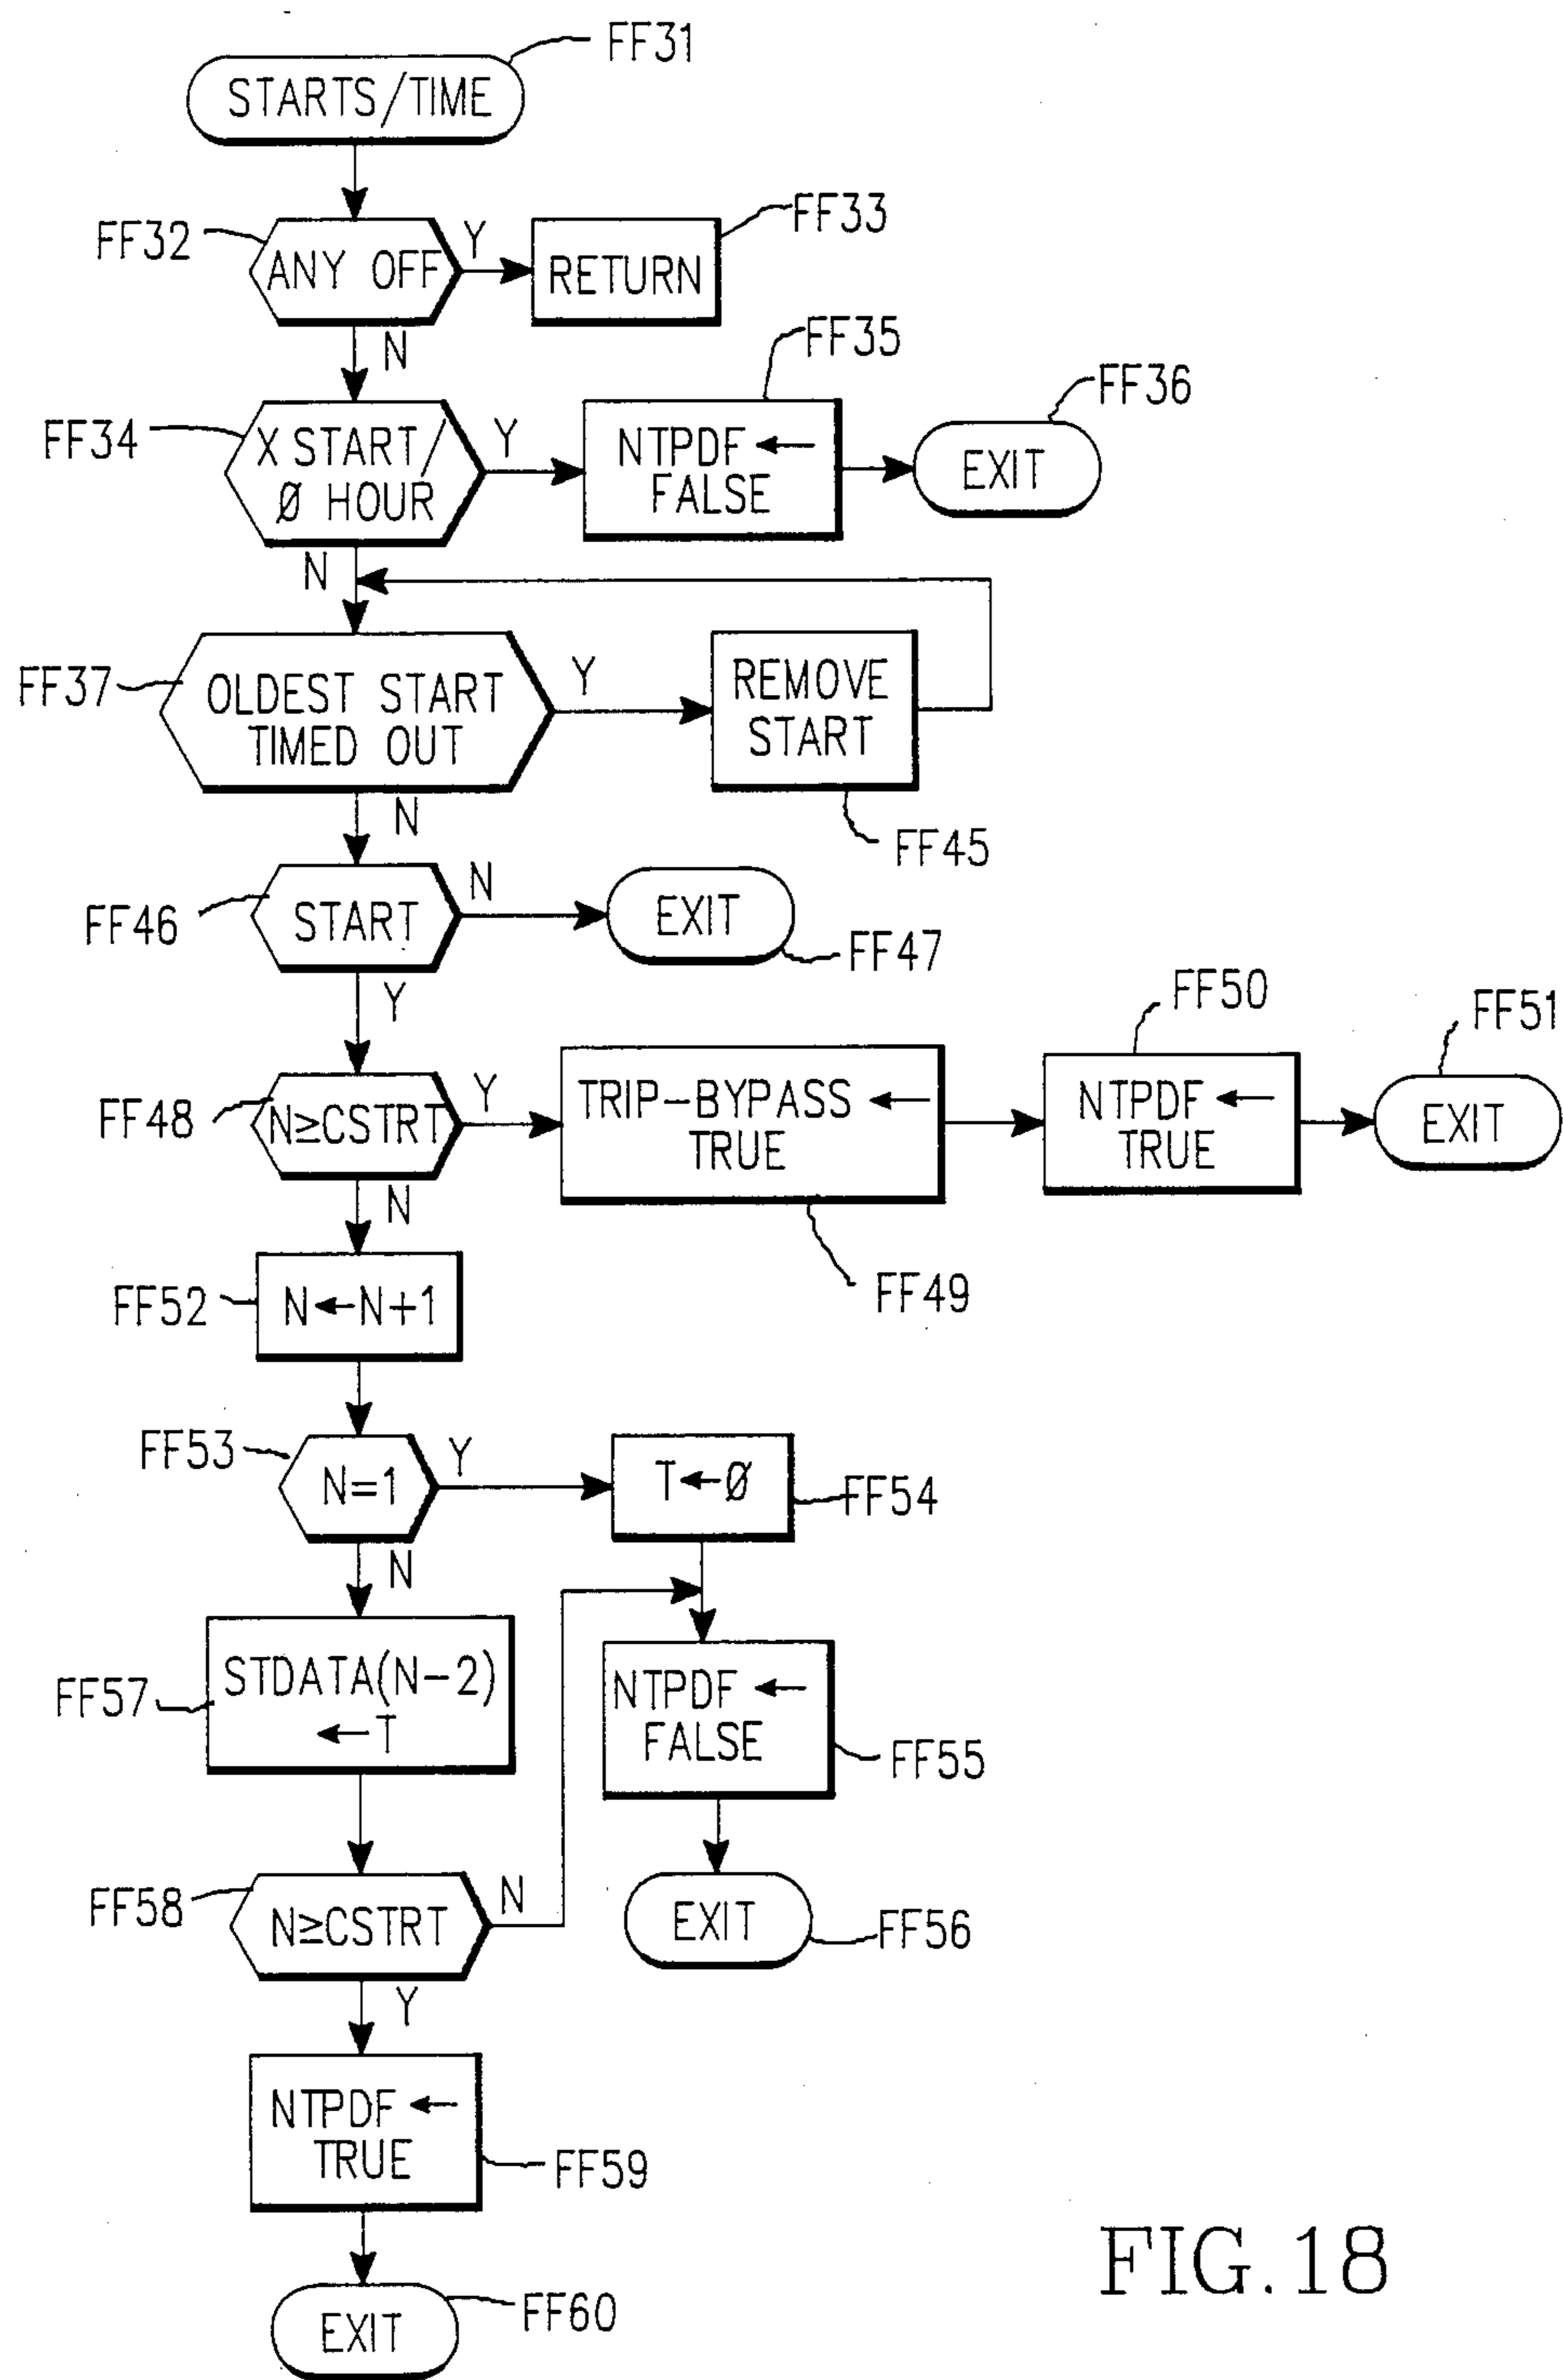 FF31
STARTS/TIME
FF32
ANY OFF
Y
RETURN
FF33
N
FF34
X START/
Ø HOUR
Y
NTPDF ←
FALSE
FF35
EXIT
FF36
N
FF37
OLDEST START
TIMED OUT
Y
REMOVE
START
FF45
N
FF46
START
N
EXIT
FF47
Y
FF48
N≥CSTRT
Y
TRIP-BYPASS ←
TRUE
FF49
NTPDF ←
TRUE
FF50
EXIT
FF51
N
FF52
N←N+1
FF53
N=1
Y
T←Ø
FF54
N
FF57
STDATA(N-2)
←T
NTPDF ←
FALSE
FF55
FF58
N≥CSTRT
N
EXIT
FF56
Y
NTPDF ←
TRUE
FF59
EXIT
FF60
FIG.18